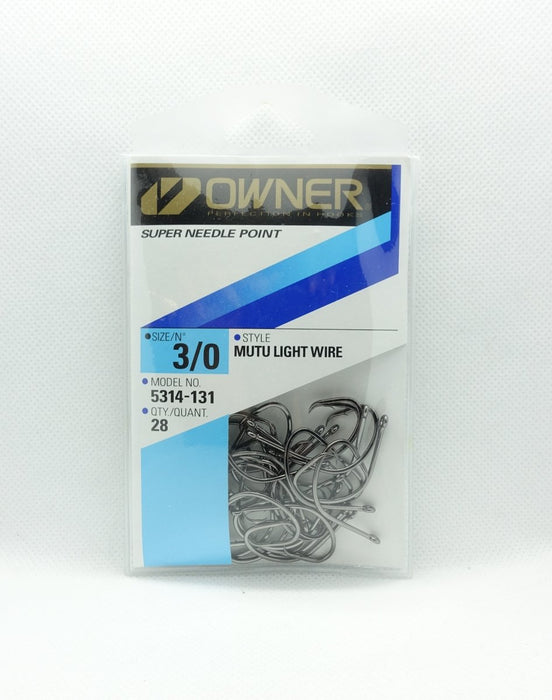 OWNER
PERFECTION IN HOOKS
SUPER NEEDLE POINT
SIZE/N°
3/0
STYLE
MUTU LIGHT WIRE
MODEL NO.
5314-131
QTY./QUANT.
28